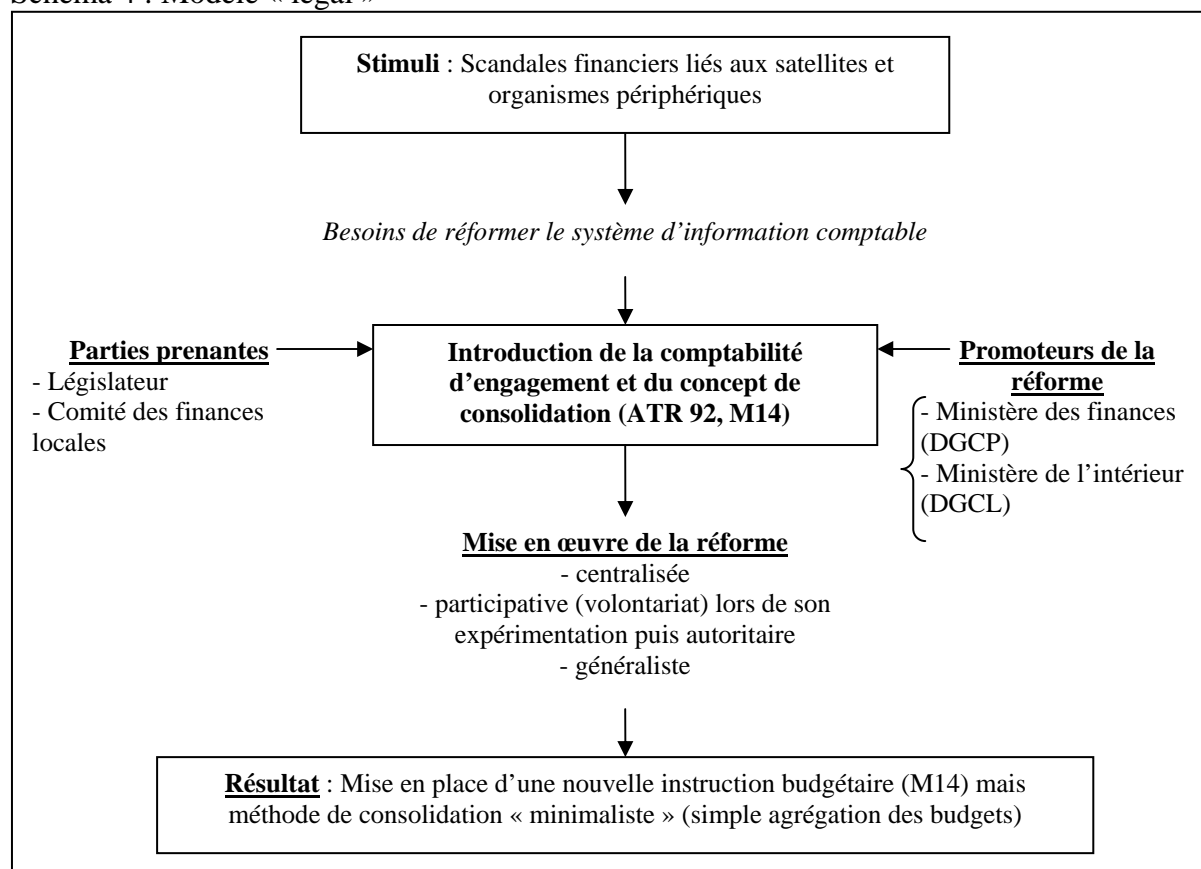 Schéma 4 : Modèle « légal »
Stimuli : Scandales financiers liés aux satellites et
organismes périphériques
Besoins de réformer le système d’information comptable
Parties prenantes
- Législateur
- Comité des finances
locales
Introduction de la comptabilité
d’engagement et du concept de
consolidation (ATR 92, M14)
Promoteurs de la
réforme
- Ministère des finances
(DGCP)
- Ministère de l’intérieur
(DGCL)
Mise en œuvre de la réforme
- centralisée
- participative (volontariat) lors de son
expérimentation puis autoritaire
- généraliste
Résultat : Mise en place d’une nouvelle instruction budgétaire (M14) mais
méthode de consolidation « minimaliste » (simple agrégation des budgets)